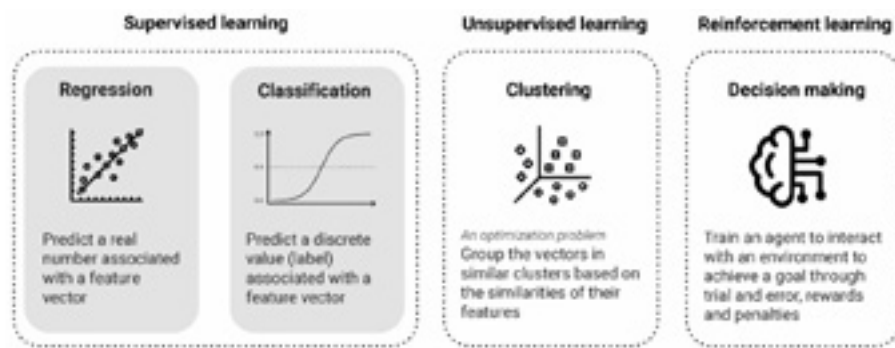 Supervised learning
Unsupervised learning
Reinforcement learning
Regression
Predict a real
number associated
with a feature
vector
Classification
Predict a discrete
value (label)
associated with a
feature vector
Clustering
An optimization problem
Group the vectors in
similar clusters based on
the similarities of their
features
Decision making
Train an agent to interact
with an environment to
achieve a goal through
trial and error, rewards
and penalties